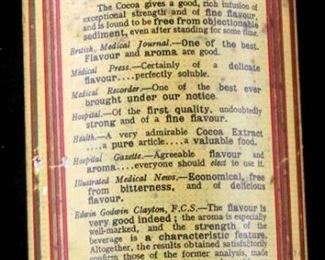 The Cocoa gives a good, rich infusion of
exceptional strength and of fine flavour,
and is found to be free from objectionable
sediment, even after standing for some time.
British Medical Journal.—One of the best.
Flavour and aroma are good.
Medical Press.—Certainly of a delicate
flavour....perfectly soluble.
Medical Recorder—One of the best ever
brought under our notice.
Hospital.—Of the first quality, undoubtedly
strong and of a fine flavour.
Health.—A very admirable Cocoa Extract
....a pure article....a valuable food.
Hospital Gazette.—Agreeable flavour and
aroma....everyone should elect to use it.
Illustrated Medical News.—Economical, free
from bitterness, and of delicious
flavour.
Edwin Godwin Clayton, F.C.S.—The flavour is
very good indeed; the aroma is especially
well-marked, and the strength of the
beverage is a characteristic feature.
Altogether, the results obtained satisfactorily
confirm those of the former analysis, made